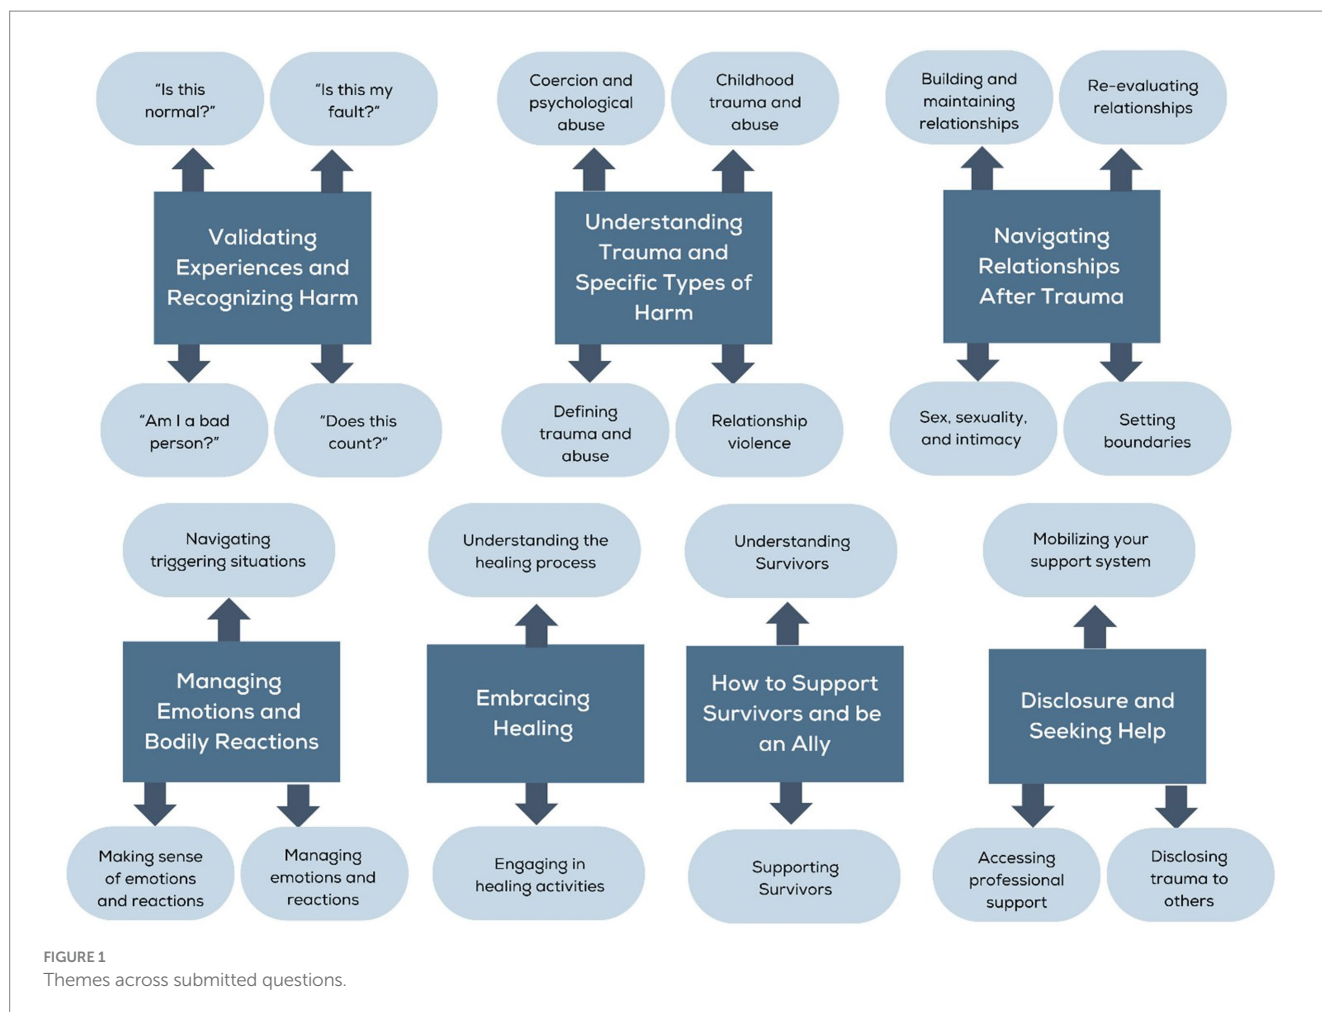 "Is this
normal?"
"Is this my
fault?"
Validating
Experiences and
Recognizing Harm
"Am I a bad
person?"
"Does this
count?"
Coercion and
psychological
abuse
Childhood
trauma and
abuse
Understanding
Trauma and
Specific Types of
Harm
Defining
trauma and
abuse
Relationship
violence
Building and
maintaining
relationships
Re-evaluating
relationships
Navigating
Relationships
After Trauma
Sex, sexuality,
and intimacy
Setting
boundaries
Navigating
triggering situations
Managing
Emotions and
Bodily Reactions
Making sense
of emotions
and reactions
Managing
emotions and
reactions
Understanding the
healing process
Embracing
Healing
Engaging in
healing activities
Understanding
Survivors
How to Support
Survivors and be
an Ally
Supporting
Survivors
Mobilizing your
support system
Disclosure and
Seeking Help
Accessing
professional
support
Disclosing
trauma to
others
FIGURE 1
Themes across submitted questions.